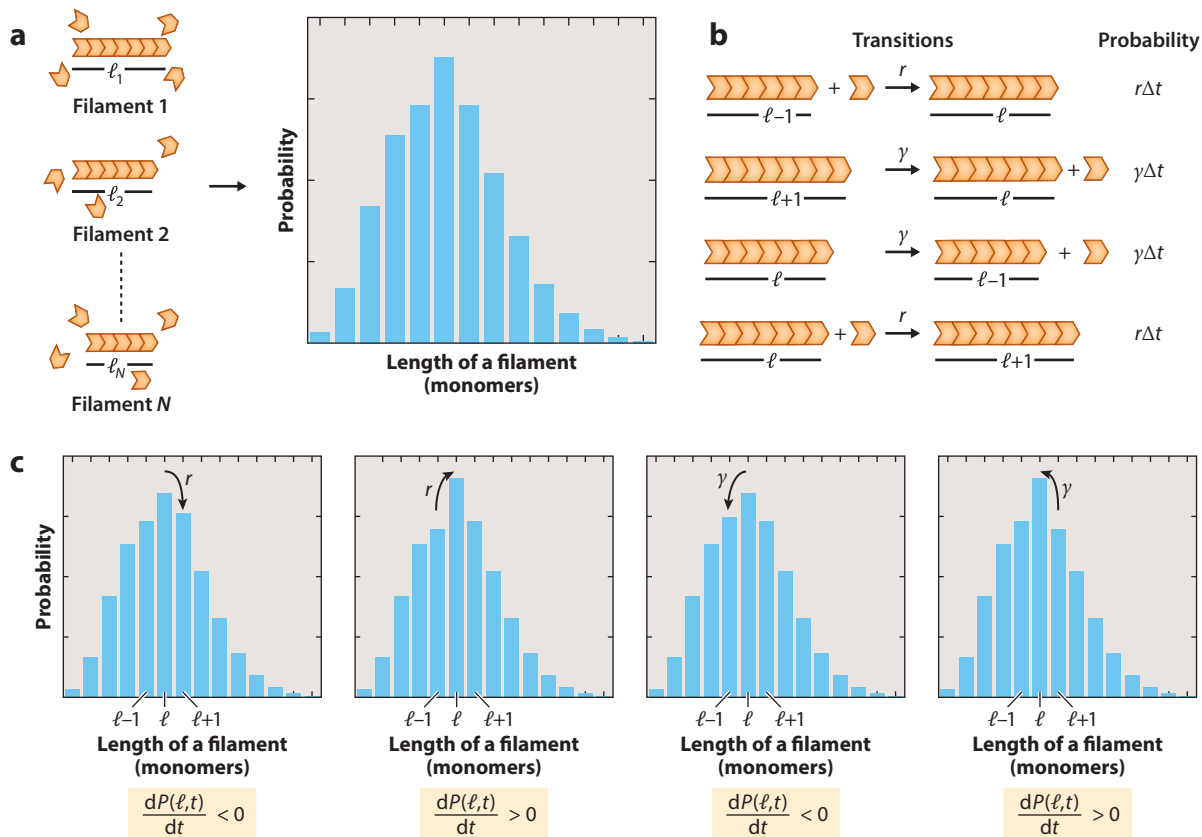 a
ℓ1
Filament 1
ℓ2
Filament 2
ℓN
Filament N
Probability
Length of a filament
(monomers)
b
Transitions Probability
+ r rΔt
ℓ–1 ℓ
γ + γΔt
ℓ+1 ℓ
γ + γΔt
ℓ ℓ–1
+ r rΔt
ℓ ℓ+1
c
Probability
r
ℓ–1 ℓ ℓ+1
Length of a filament
(monomers)
dP(ℓ,t)
dt < 0
r
ℓ–1 ℓ ℓ+1
Length of a filament
(monomers)
dP(ℓ,t)
dt > 0
γ
ℓ–1 ℓ ℓ+1
Length of a filament
(monomers)
dP(ℓ,t)
dt < 0
γ
ℓ–1 ℓ ℓ+1
Length of a filament
(monomers)
dP(ℓ,t)
dt > 0